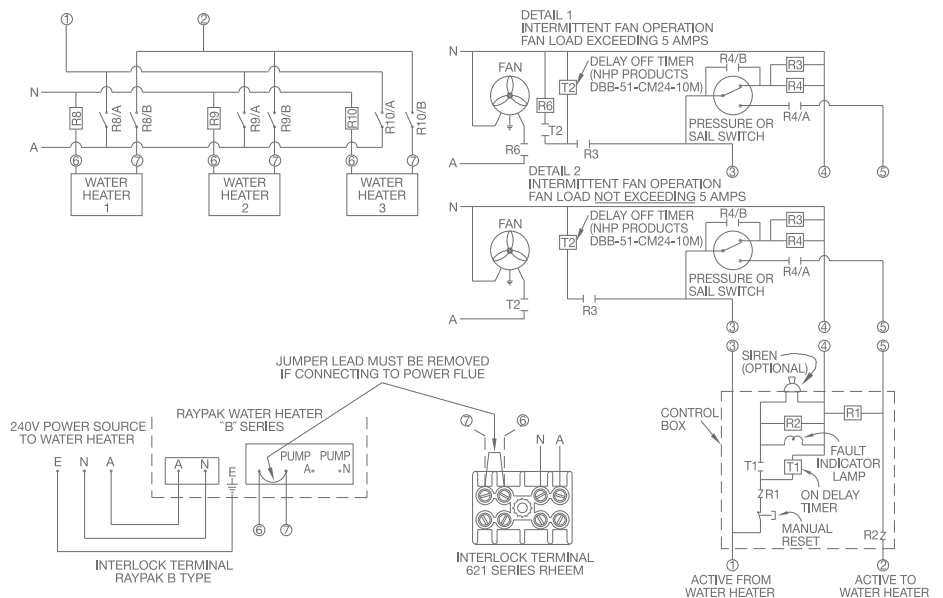 1
2
N
R8
R8/A
R8/B
R9
R9/A
R9/B
R10
R10/A
R10/B
A
6
7
6
7
6
7
WATER
HEATER
1
WATER
HEATER
2
WATER
HEATER
3
DETAIL 1
INTERMITTENT FAN OPERATION
FAN LOAD EXCEEDING 5 AMPS
N
FAN
R6
T2
DELAY OFF TIMER
(NHP PRODUCTS
DBB-51-CM24-10M)
R4/B
R3
R4
R4/A
PRESSURE OR
SAIL SWITCH
T2
R6
R3
A
3
4
5
DETAIL 2
INTERMITTENT FAN OPERATION
FAN LOAD NOT EXCEEDING 5 AMPS
N
FAN
T2
DELAY OFF TIMER
(NHP PRODUCTS
DBB-51-CM24-10M)
R4/B
R3
R4
R4/A
PRESSURE OR
SAIL SWITCH
T2
R3
A
3
4
5
3
4
5
SIREN
(OPTIONAL)
CONTROL
BOX
R2
R1
FAULT
INDICATOR
LAMP
T1
T1
ON DELAY
TIMER
R1
MANUAL
RESET
R2
1
2
ACTIVE FROM
WATER HEATER
ACTIVE TO
WATER HEATER
JUMPER LEAD MUST BE REMOVED
IF CONNECTING TO POWER FLUE
RAYPAK WATER HEATER
"B" SERIES
240V POWER SOURCE
TO WATER HEATER
E N A
A N
E
PUMP PUMP
A N
6
7
INTERLOCK TERMINAL
RAYPAK B TYPE
7
6
N A
INTERLOCK TERMINAL
621 SERIES RHEEM